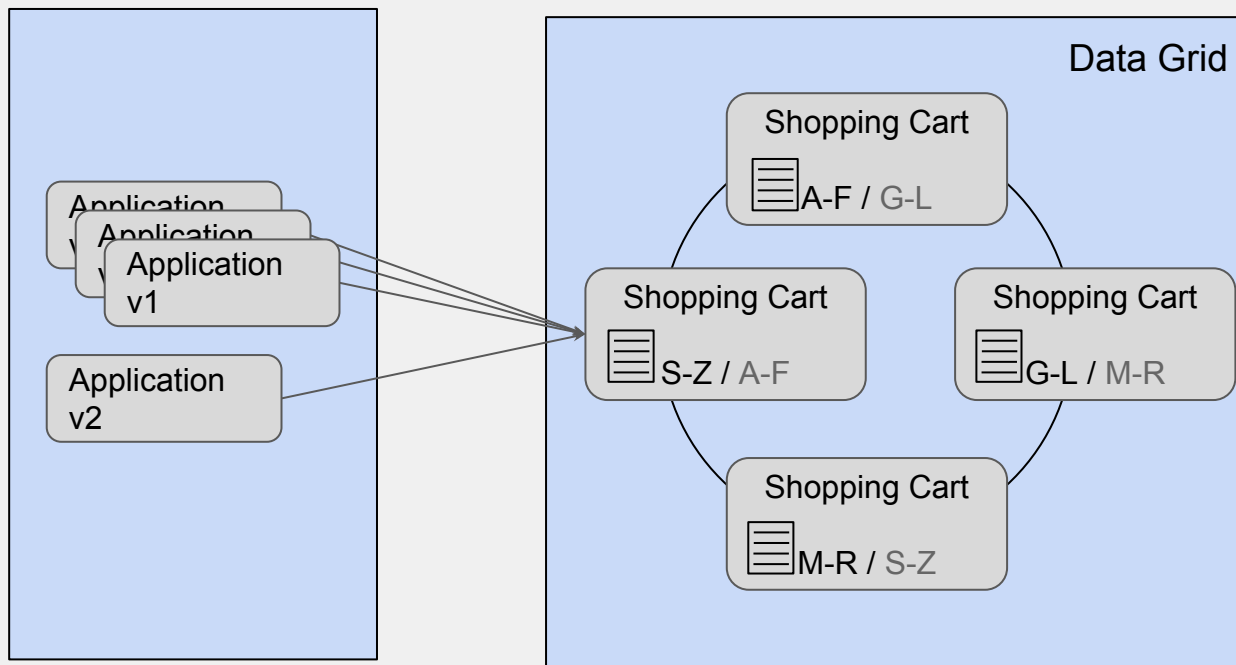 Data Grid
Application
v
Application
v
Application
v1
Application
v2
Shopping Cart
A-F / G-L
Shopping Cart
S-Z / A-F
Shopping Cart
G-L / M-R
Shopping Cart
M-R / S-Z